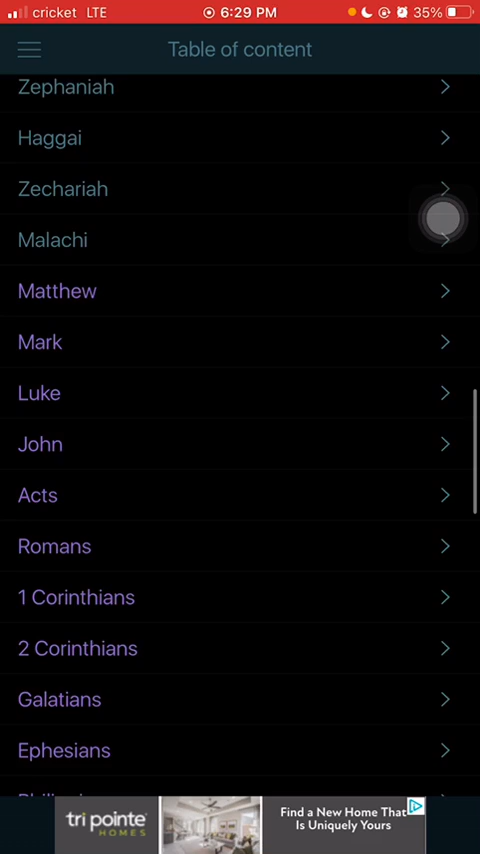 cricket LTE 6:29 PM 35%
Table of content
Zephaniah
Haggai
Zechariah
Malachi
Matthew
Mark
Luke
John
Acts
Romans
1 Corinthians
2 Corinthians
Galatians
Ephesians
tri pointe
HOMES
Find a New Home That
Is Uniquely Yours